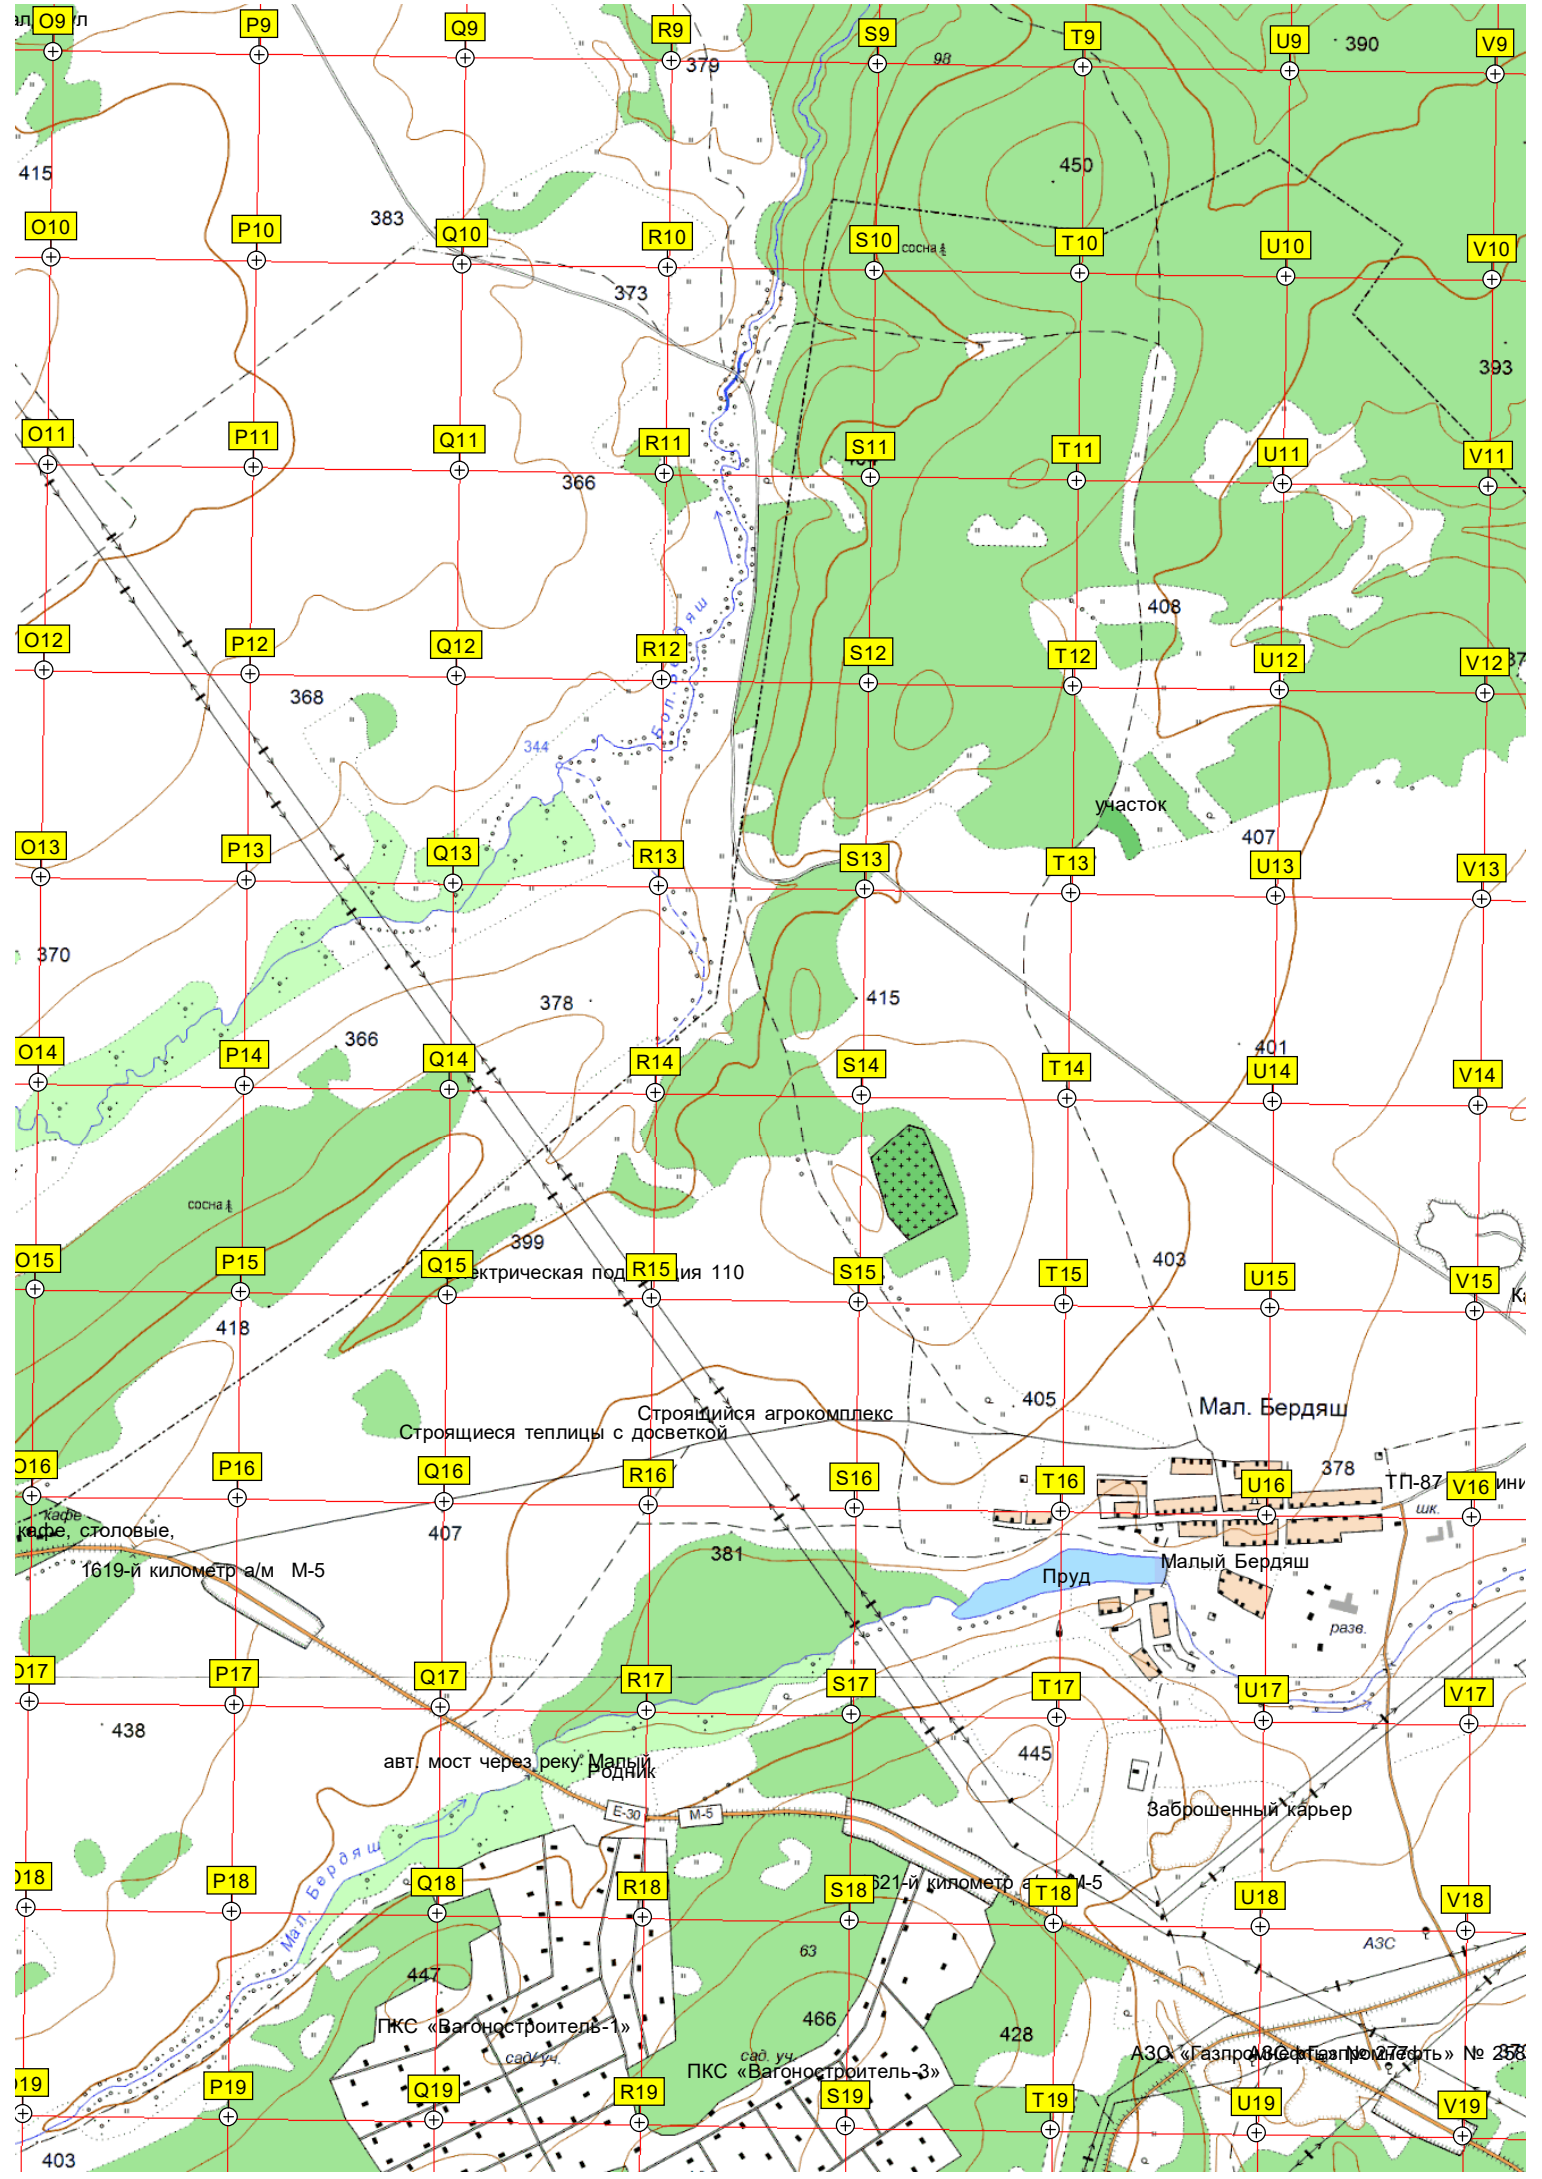 O9 P9 Q9 R9 S9 T9 U9 V9
379
98
390
415
450
383
O10 P10 Q10 R10 S10 T10 U10 V10
сосна
373
393
O11 P11 Q11 R11 S11 T11 U11 V11
366
408
O12 P12 Q12 R12 S12 T12 U12 V12
368
344
участок
407
O13 P13 Q13 R13 S13 T13 U13 V13
370
378
415
366
401
O14 P14 Q14 R14 S14 T14 U14 V14
сосна
399
403
O15 P15 Q15 R15 S15 T15 U15 V15
418
405
Мал. Бердяш
Строящийся агрокомплекс
Строящиеся теплицы с досветкой
O16 P16 Q16 R16 S16 T16 U16 V16
378
ТП-87
шк.
кафе
кафе, столовые,
407
381
1619-й километр а/м М-5
Малый Бердяш
Пруд
разв.
O17 P17 Q17 R17 S17 T17 U17 V17
438
445
авт. мост через реку Малый
Родник
Е-30
М-5
Заброшенный карьер
Мал. Бердяш
O18 P18 Q18 R18 S18 T18 U18 V18
63
АЗС
447
466
428
ПКС «Вагоностроитель-1»
сад. уч.
сад. уч.
ПКС «Вагоностроитель-3»
O19 P19 Q19 R19 S19 T19 U19 V19
403